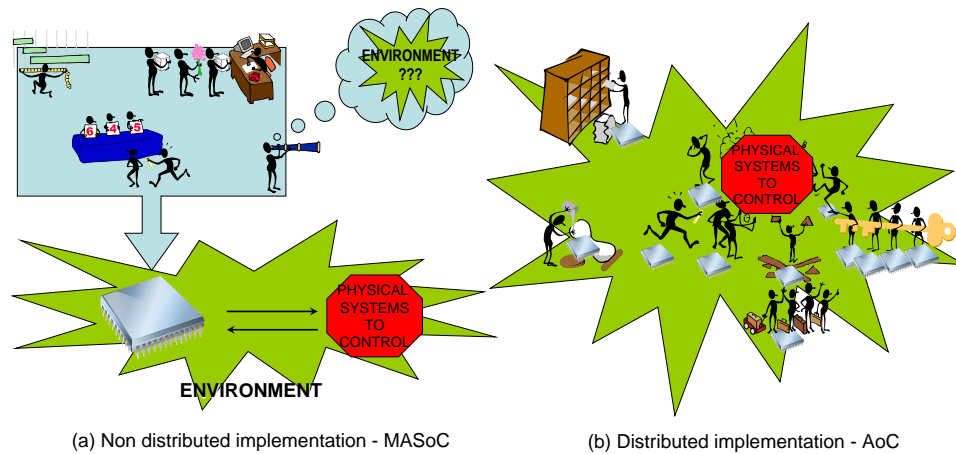 ENVIRONMENT
???
6 4 5
PHYSICAL
SYSTEMS
TO
CONTROL
ENVIRONMENT
(a) Non distributed implementation - MASoC
PHYSICAL
SYSTEMS
TO
CONTROL
(b) Distributed implementation - AoC